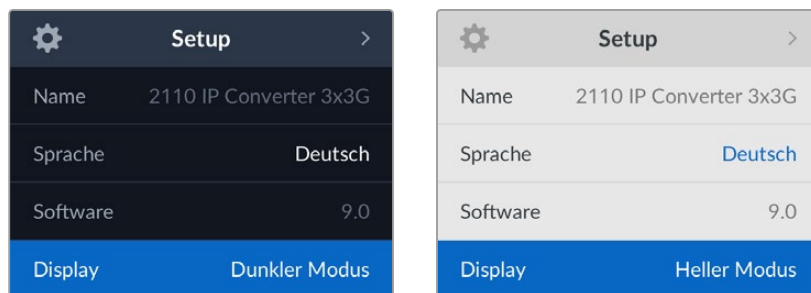 Setup
Name 2110 IP Converter 3x3G
Sprache Deutsch
Software 9.0
Display Dunkler Modus
Setup
Name 2110 IP Converter 3x3G
Sprache Deutsch
Software 9.0
Display Heller Modus